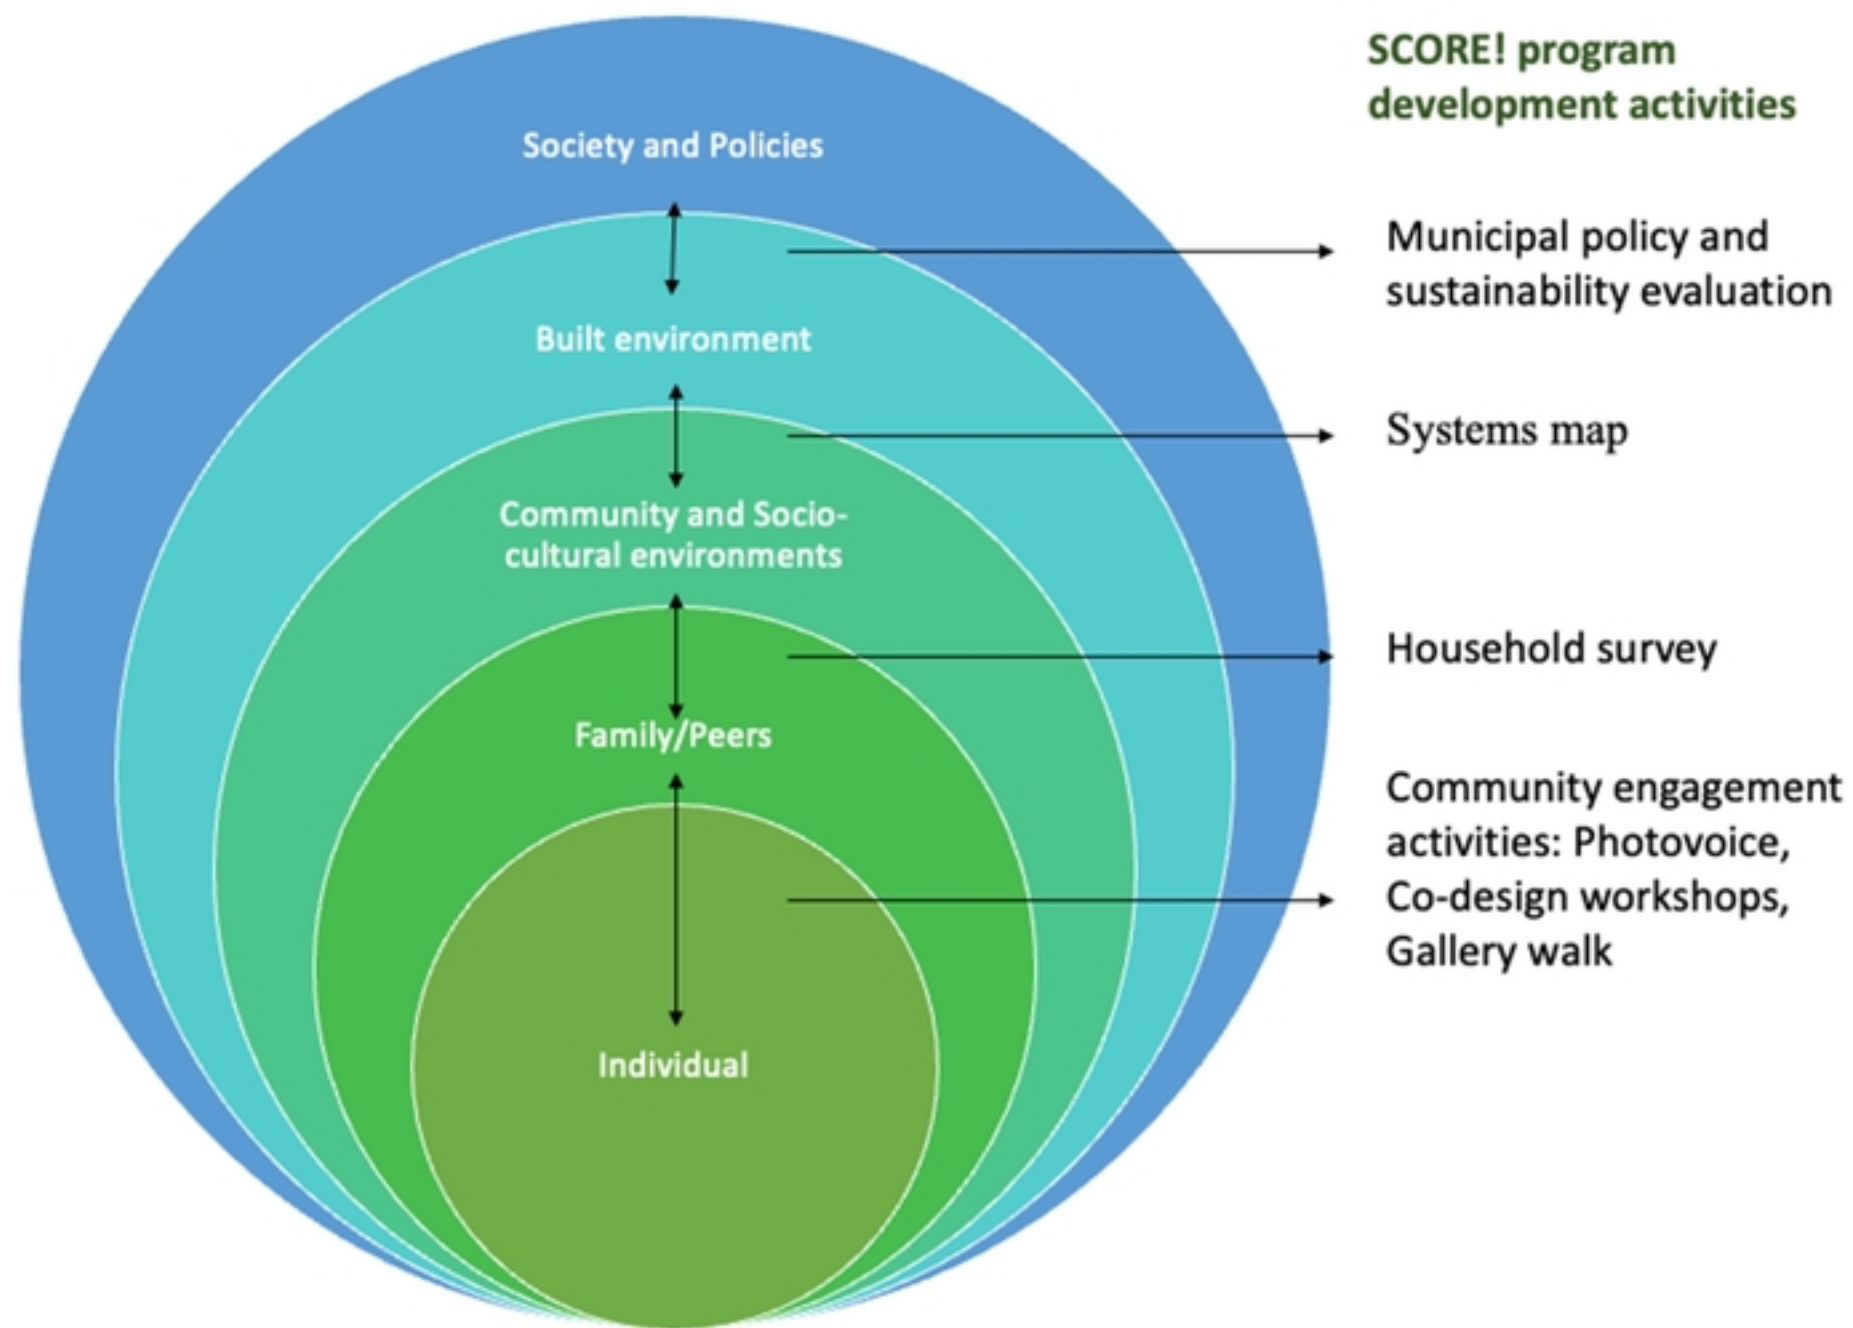 SCORE! program
development activities
Society and Policies
Municipal policy and
sustainability evaluation
Built environment
Systems map
Community and Socio-
cultural environments
Household survey
Family/Peers
Community engagement
activities: Photovoice,
Co-design workshops,
Gallery walk
Individual